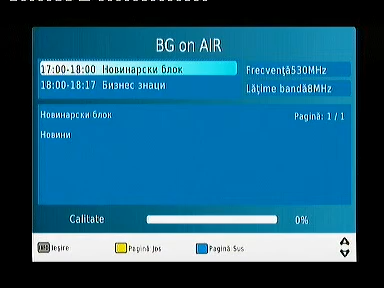 BG on AIR
17:00-18:00 Новинарски блок
Frecvenţă530MHz
18:00-18:17 Бизнес знаци
Lăţime bandă8MHz
Новинарски блок
Pagină: 1 / 1
Новини
Calitate 0%
Ieşire Pagină Jos Pagină Sus